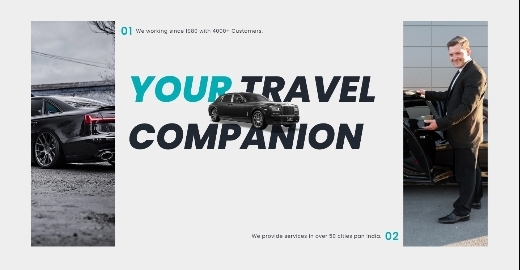 01 We working since 1980 with 4000+ Customers.
YOUR TRAVEL
COMPANION
We provide services in over 50 cities pan India. 02